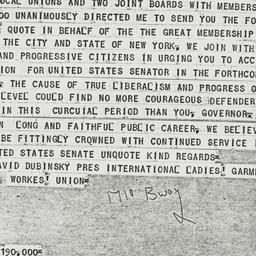 OCAL UNIONS AND TWO JOINT BOARDS WITH MEMBERS
OO UNANIMOUSLY DIRECTED ME TO SEND YOU THE FO
QUOTE IN BEHALF OF THE THE GREAT MEMBERSHIP
THE CITY AND STATE OF NEW YORK, WE JOIN WITH
AND PROGRESSIVE CITIZENS IN URGING YOU TO ACC
ION FOR UNITED STATES SENATOR IN THE FORTHCO
, THE CAUSE OF TRUE LIBERALISM AND PROGRESS O
LEVEL COULD FIND NO MORE COURAGEOUS DEFENDER
IN THIS CURCUIAL PERIOD THAN YOU, GOVERNOR.
N LONG AND FAITHFUL PUBLIC CAREER, WE BELIEV
BE FITTINGLY CROWNED WITH CONTINUED SERVICE I
TED STATES SENATE UNQUOTE KIND REGARDS=
AVID DUBINSKY PRES INTERNATIONAL LADIES' GARME
WORKES' UNION=
190,000=